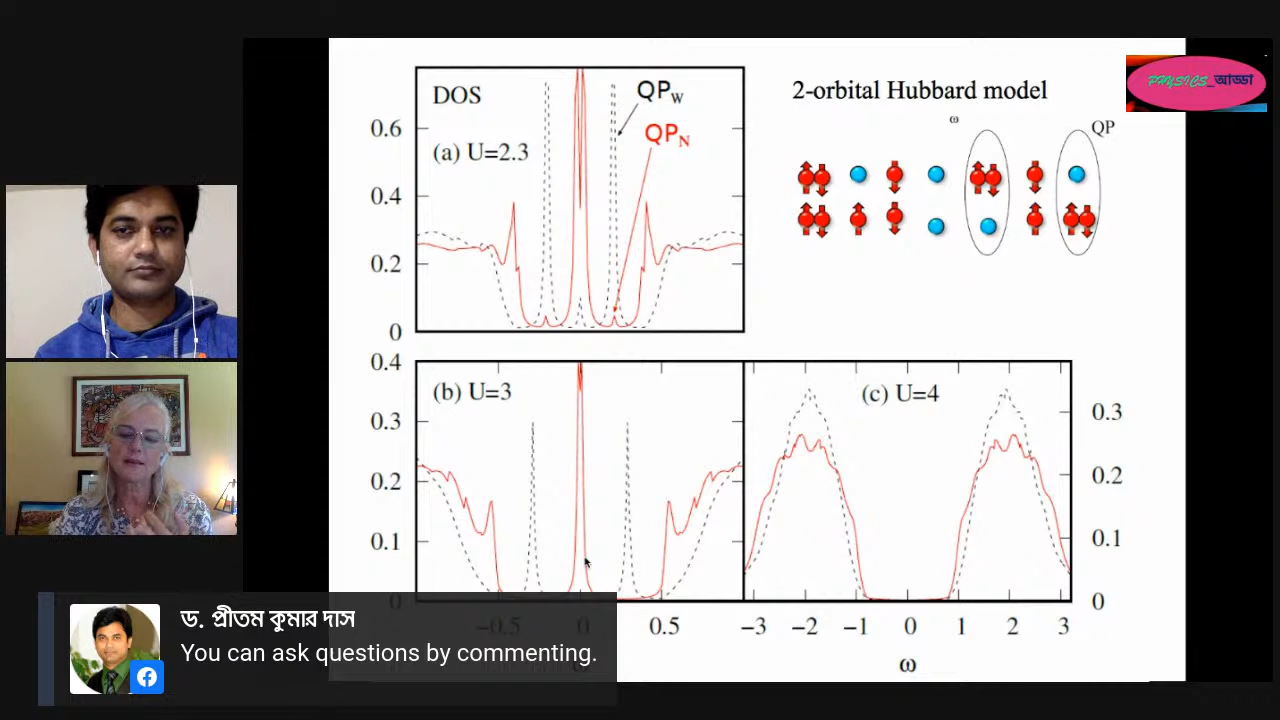 DOS
QP_W
QP_N
(a) U=2.3
0.6
0.4
0.2
0
2-orbital Hubbard model
ω
QP
PHYSICS_আড্ডা
(b) U=3
0.4
0.3
0.2
0.1
0
−0.5
0
0.5
(c) U=4
0.3
0.2
0.1
0
−3
−2
−1
0
1
2
3
ω
ড. প্রীতম কুমার দাস
You can ask questions by commenting.